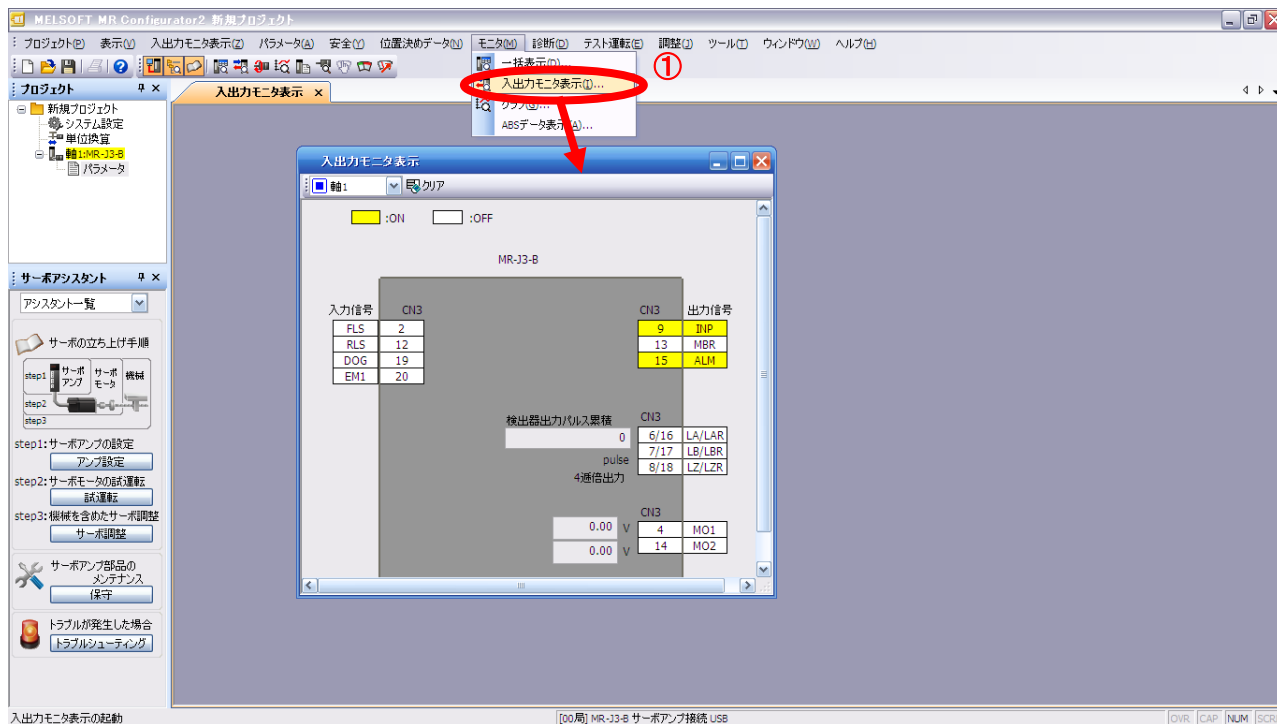 MELSOFT MR Configurator2 新規プロジェクト
プロジェクト(P) 表示(V) 入出力モニタ表示(Z) パラメータ(A) 安全(Y) 位置決めデータ(N) モニタ(M) 診断(D) テスト運転(E) 調整(J) ツール(T) ウィンドウ(W) ヘルプ(H)
一括表示(D)...
①
入出力モニタ表示(I)...
グラフ(G)...
ABSデータ表示(A)...
プロジェクト
新規プロジェクト
システム設定
単位換算
軸1:MR-J3-B
パラメータ
入出力モニタ表示
入出力モニタ表示
軸1 クリア
:ON :OFF
MR-J3-B
入力信号 CN3
FLS 2
RLS 12
DOG 19
EM1 20
CN3 出力信号
9 INP
13 MBR
15 ALM
検出器出力パルス累積
0
pulse
4逓倍出力
CN3
6/16 LA/LAR
7/17 LB/LBR
8/18 LZ/LZR
CN3
0.00 V 4 MO1
0.00 V 14 MO2
サーボアシスタント
アシスタント一覧
サーボの立ち上げ手順
step1 サーボアンプ サーボモータ 機械
step2
step3
step1:サーボアンプの設定
アンプ設定
step2:サーボモータの試運転
試運転
step3:機械を含めたサーボ調整
サーボ調整
サーボアンプ部品の
メンテナンス
保守
トラブルが発生した場合
トラブルシューティング
入出力モニタ表示の起動
[00局] MR-J3-B サーボアンプ接続 USB
OVR CAP NUM SCR